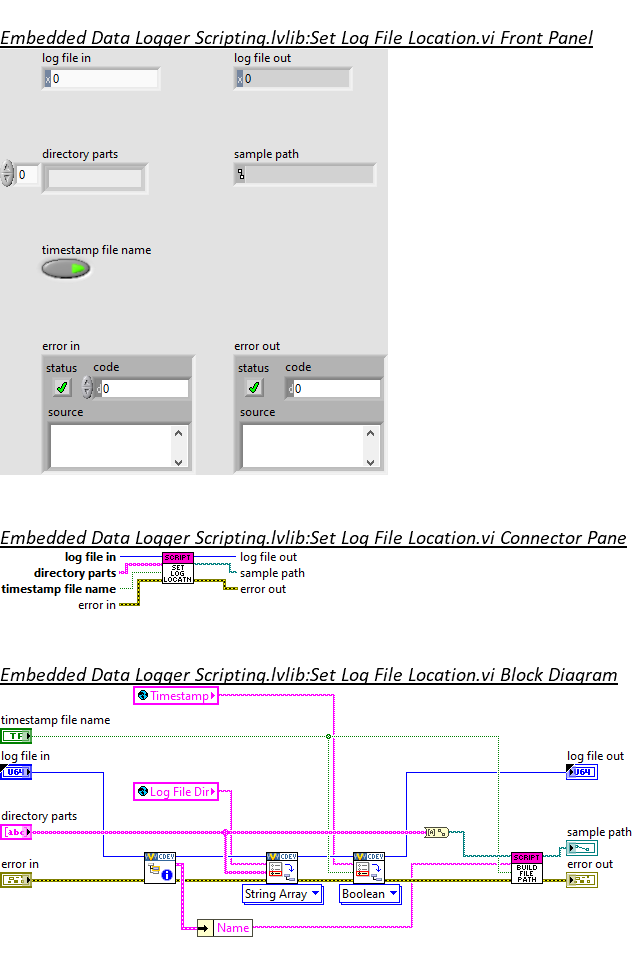 Embedded Data Logger Scripting.lvlib:Set Log File Location.vi Front Panel
log file in
log file out
x 0
x 0
directory parts
sample path
0
timestamp file name
error in
error out
status code
status code
d 0
d 0
source
source
Embedded Data Logger Scripting.lvlib:Set Log File Location.vi Connector Pane
log file in
log file out
directory parts
sample path
timestamp file name
error out
error in
SCRIPT
SET
LOG
LOCATN
Embedded Data Logger Scripting.lvlib:Set Log File Location.vi Block Diagram
Timestamp
timestamp file name
TF
log file in
log file out
U64
U64
Log File Dir
directory parts
abc
sample path
error in
error out
CDEV
CDEV
CDEV
SCRIPT
BUILD
FILE
PATH
String Array
Boolean
Name